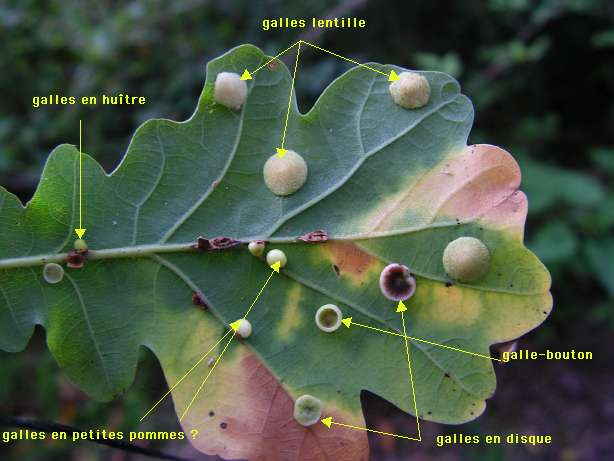 galles lentille
galles en huître
galle-bouton
galles en petites pommes ?
galles en disque